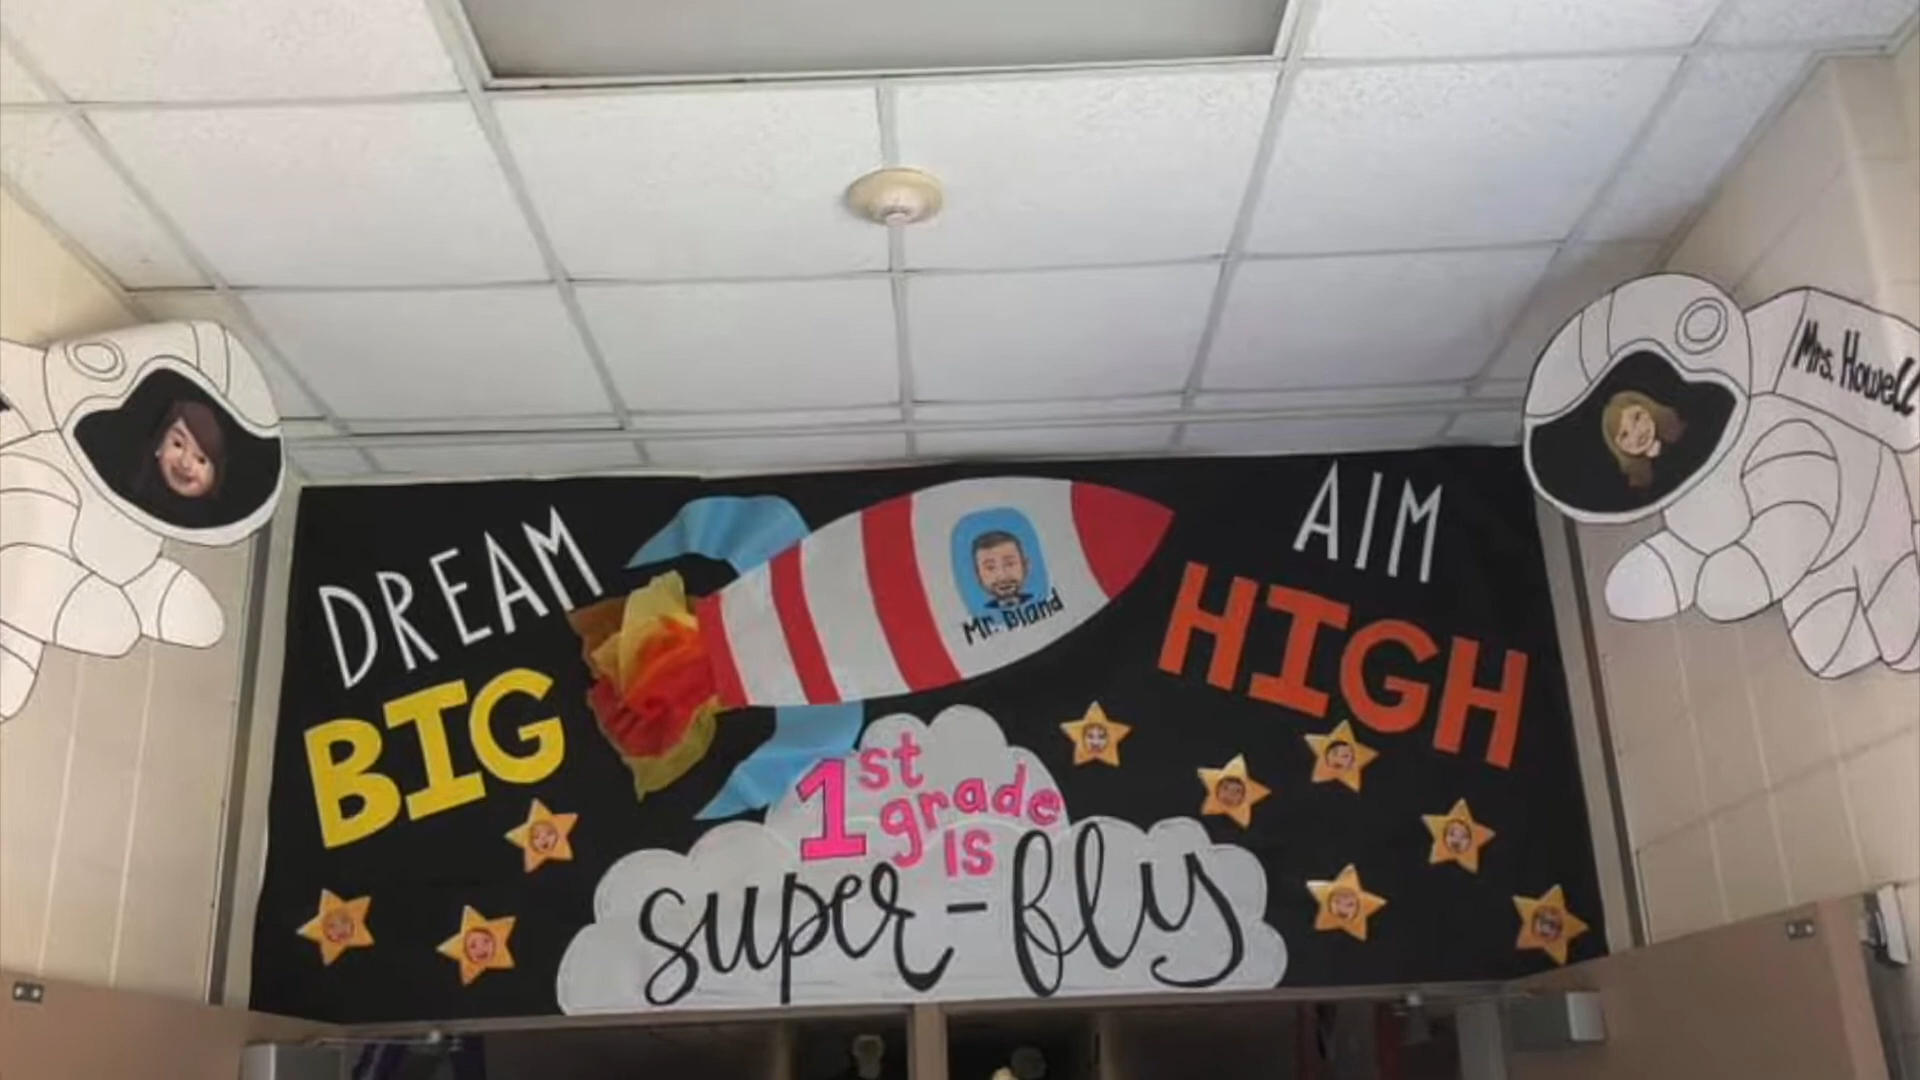 DREAM
BIG
AIM
HIGH
Mr. Bland
Mrs. Howell
1st
grade
is
super-fly